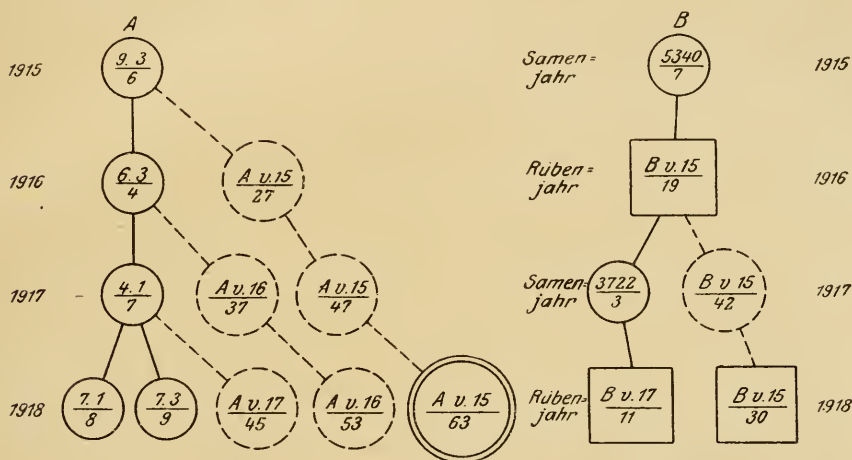 A B
1915 9.3/6 Samen= jahr 5340/7 1915
1916 6.3/4 A v.15/27 Rüben= jahr B v.15/19 1916
1917 4.1/7 A v.16/37 A v.15/47 Samen= jahr 3722/3 B v 15/42 1917
1918 7.1/8 7.3/9 A v.17/45 A v.16/53 A v.15/63 Rüben= jahr B v.17/11 B v.15/30 1918